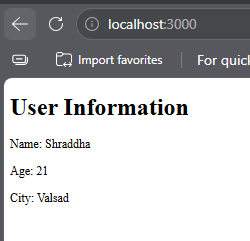 localhost:3000
Import favorites
For quick
User Information
Name: Shraddha
Age: 21
City: Valsad